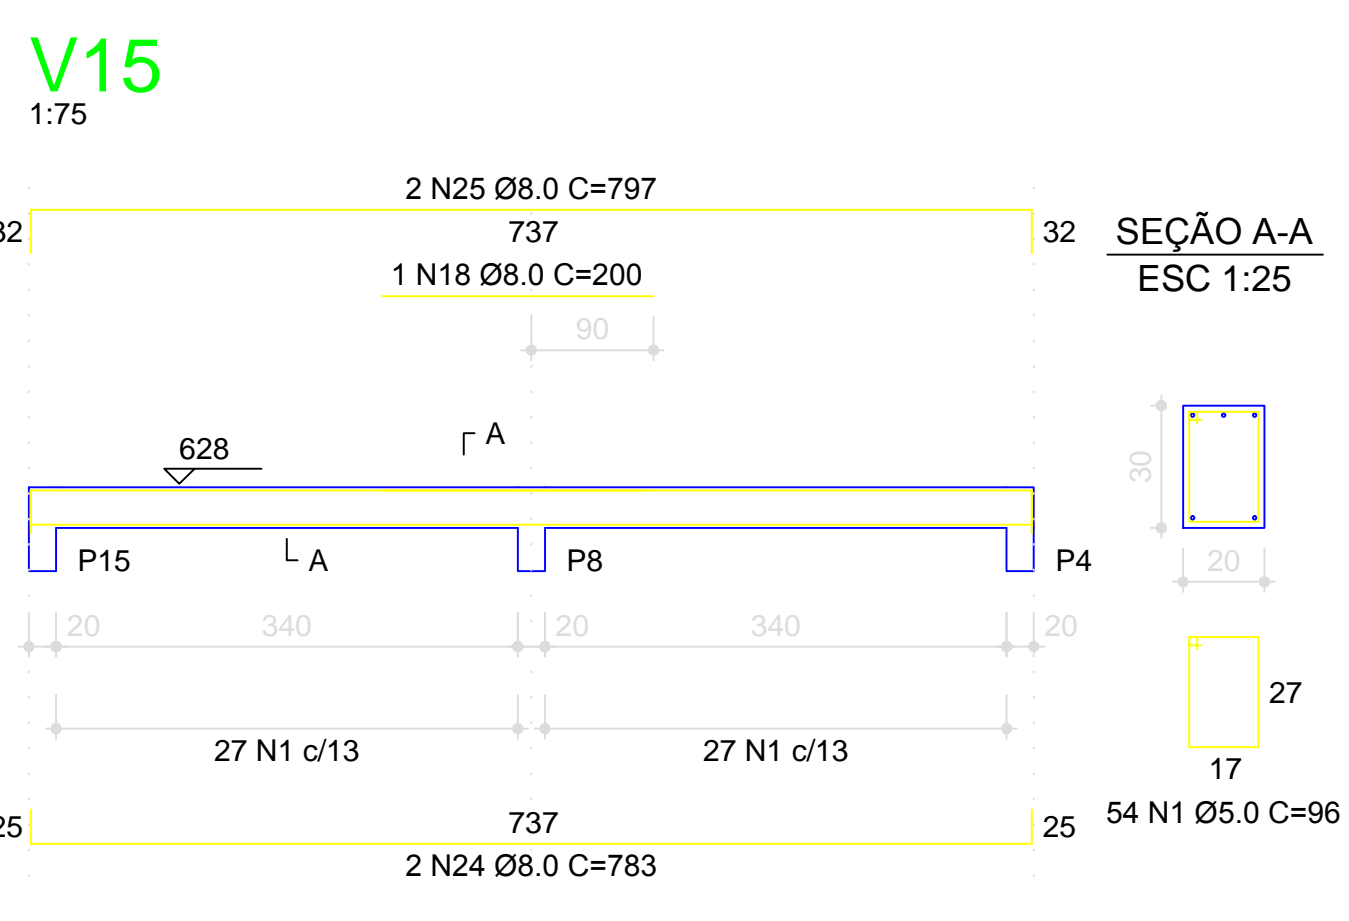 V15
1:75
2 N25 Ø8.0 C=797
32 737 32
SEÇÃO A-A
ESC 1:25
1 N18 Ø8.0 C=200
90
A
628
30
P15 A P8 P4
20
20 340 20 340 20
27
27 N1 c/13 27 N1 c/13
17
54 N1 Ø5.0 C=96
25 737 25
2 N24 Ø8.0 C=783